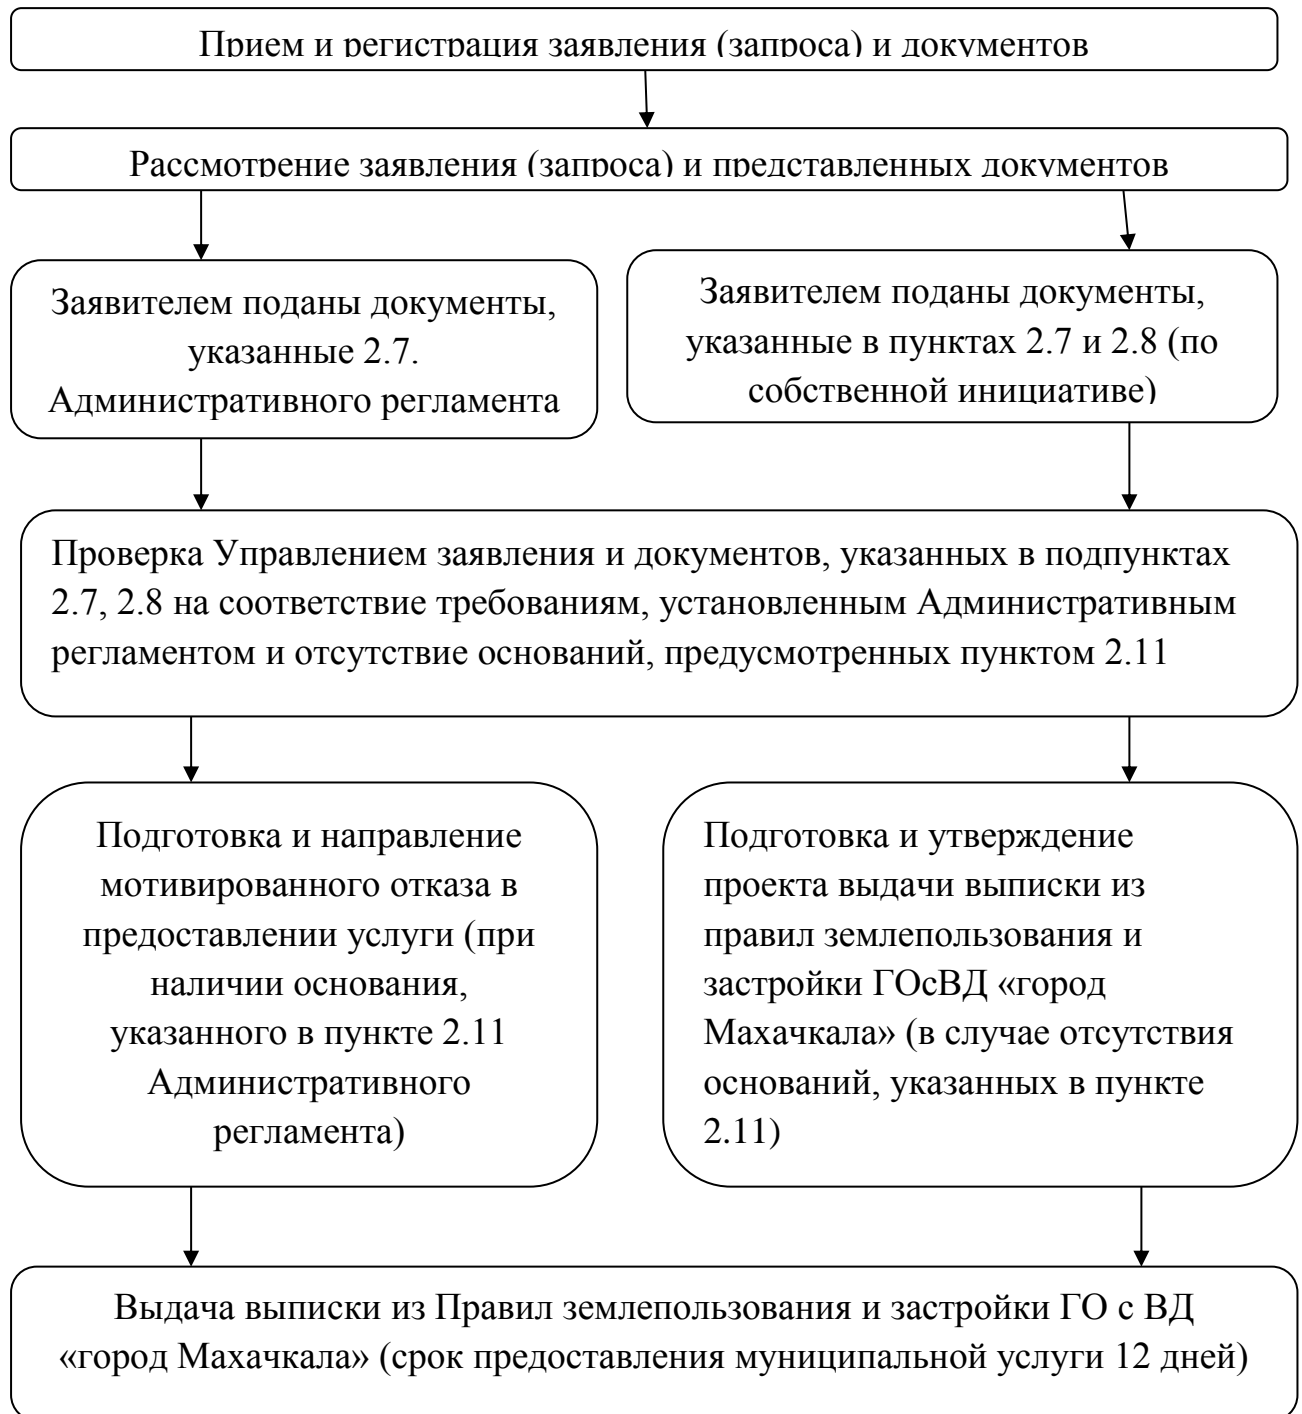 Прием и регистрация заявления (запроса) и документов
Рассмотрение заявления (запроса) и представленных документов
Заявителем поданы документы,
указанные 2.7.
Административного регламента
Заявителем поданы документы,
указанные в пунктах 2.7 и 2.8 (по
собственной инициативе)
Проверка Управлением заявления и документов, указанных в подпунктах
2.7, 2.8 на соответствие требованиям, установленным Административным
регламентом и отсутствие оснований, предусмотренных пунктом 2.11
Подготовка и направление
мотивированного отказа в
предоставлении услуги (при
наличии основания,
указанного в пункте 2.11
Административного
регламента)
Подготовка и утверждение
проекта выдачи выписки из
правил землепользования и
застройки ГОсВД «город
Махачкала» (в случае отсутствия
оснований, указанных в пункте
2.11)
Выдача выписки из Правил землепользования и застройки ГО с ВД
«город Махачкала» (срок предоставления муниципальной услуги 12 дней)